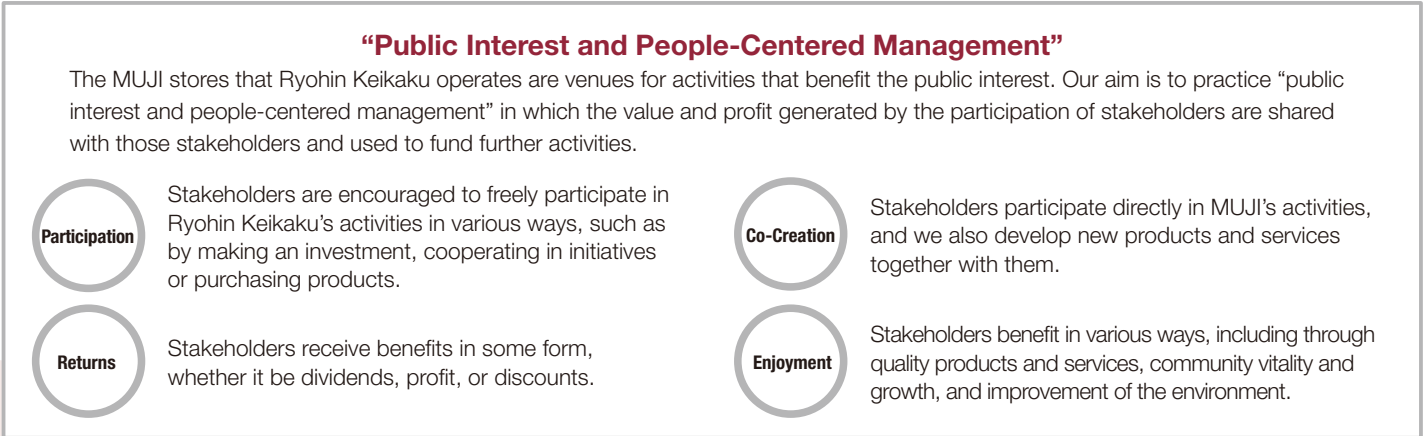 “Public Interest and People-Centered Management”
The MUJI stores that Ryohin Keikaku operates are venues for activities that benefit the public interest. Our aim is to practice “public
interest and people-centered management” in which the value and profit generated by the participation of stakeholders are shared
with those stakeholders and used to fund further activities.
Participation
Stakeholders are encouraged to freely participate in
Ryohin Keikaku’s activities in various ways, such as
by making an investment, cooperating in initiatives
or purchasing products.
Co-Creation
Stakeholders participate directly in MUJI’s activities,
and we also develop new products and services
together with them.
Returns
Stakeholders receive benefits in some form,
whether it be dividends, profit, or discounts.
Enjoyment
Stakeholders benefit in various ways, including through
quality products and services, community vitality and
growth, and improvement of the environment.